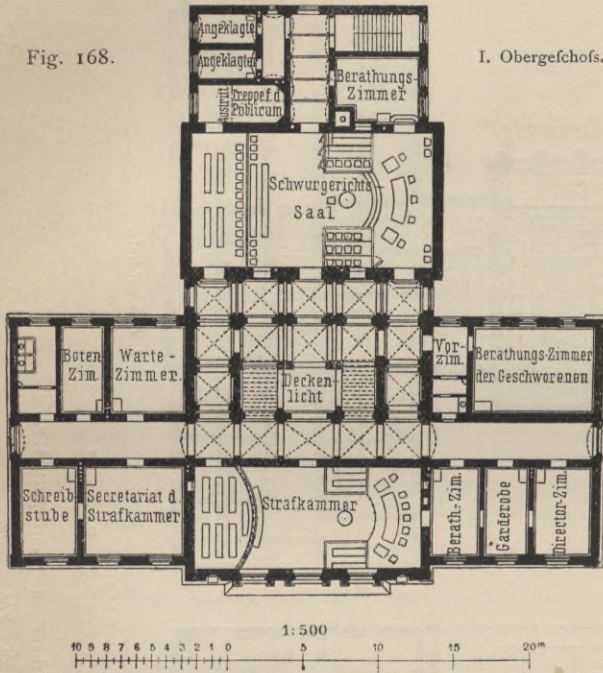 Fig. 168.
I. Obergeſchoſs.
Angeklagte
Angeklagter
Austritt
Treppe f. d.
Publicum
Berathungs-
Zimmer
Schwurgerichts-
Saal
Boten-
Zim.
Warte-
Zimmer.
Decken-
licht
Vor-
zim.
Berathungs-Zimmer
der Geschworenen
Schreib-
stube
Secretariat d.
Strafkammer
Strafkammer
Berath.-Zim.
Garderobe
Director-Zim.
1:500
10 9 8 7 6 5 4 3 2 1 0 5 10 15 20m